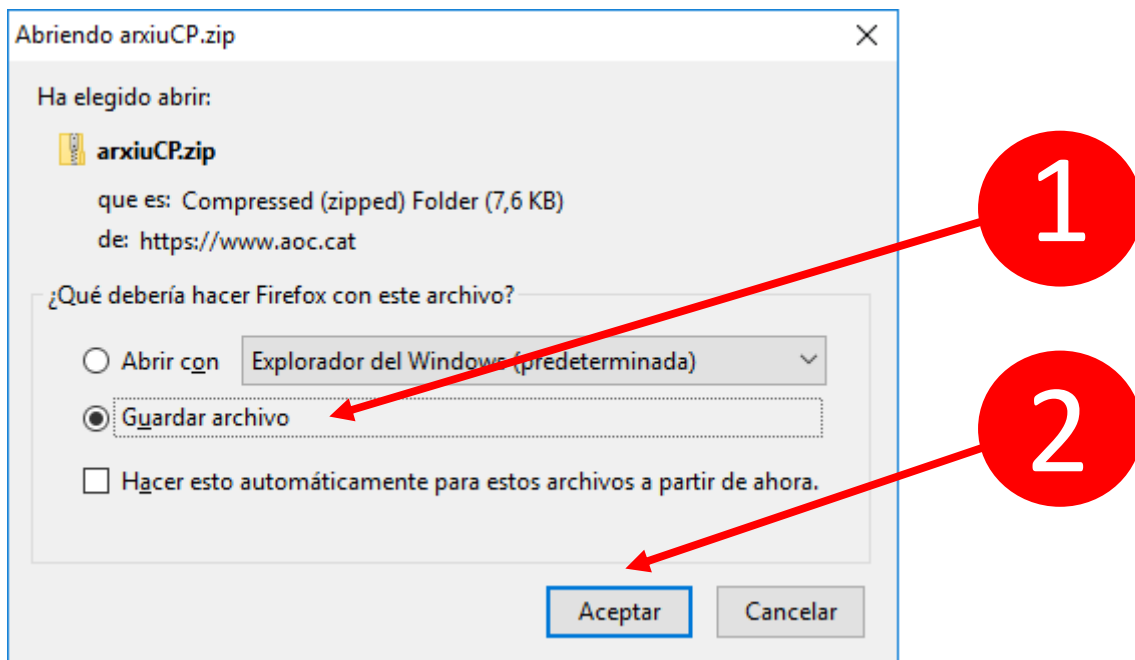 Abriendo arxiuCP.zip
Ha elegido abrir:
arxiuCP.zip
que es: Compressed (zipped) Folder (7,6 KB)
de: https://www.aoc.cat
1
¿Qué debería hacer Firefox con este archivo?
Abrir con Explorador del Windows (predeterminada)
Guardar archivo
2
Hacer esto automáticamente para estos archivos a partir de ahora.
Aceptar Cancelar